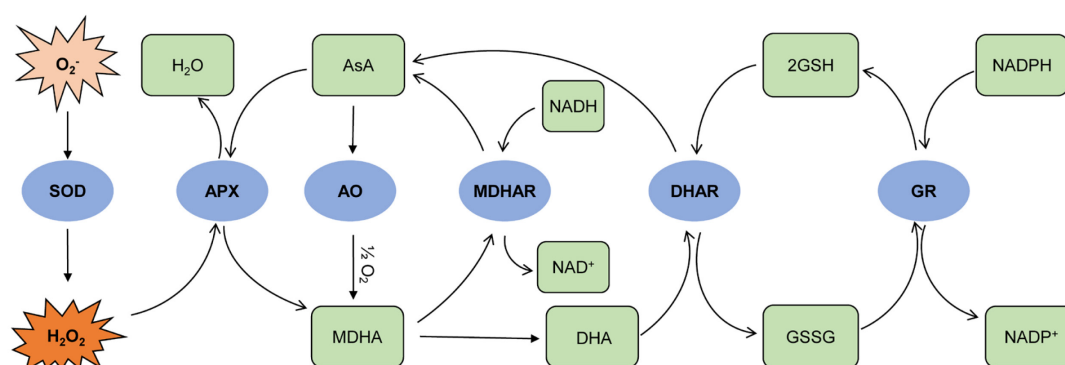 O₂⁻
H₂O
AsA
2GSH
NADPH
NADH
SOD
APX
AO
MDHAR
DHAR
GR
½ O₂
NAD⁺
H₂O₂
MDHA
DHA
GSSG
NADP⁺